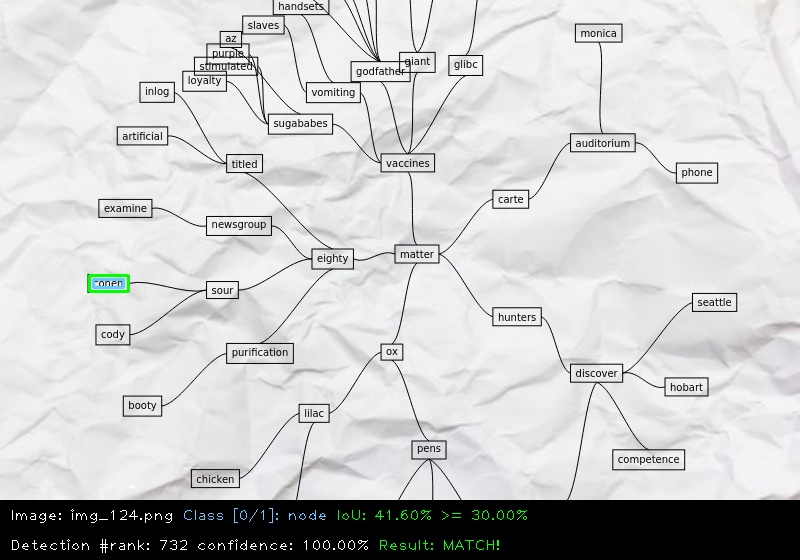 handsets
slaves
monica
az
purple
giant
stimulated
glibc
godfather
loyalty
inlog
vomiting
sugababes
artificial
auditorium
titled
vaccines
phone
carte
examine
newsgroup
matter
eighty
sour
seattle
hunters
cody
purification
ox
discover
hobart
booty
lilac
pens
competence
chicken
Image: img_124.png Class [0/1]: node IoU: 41.60% >= 30.00%
Detection #rank: 732 confidence: 100.00% Result: MATCH!